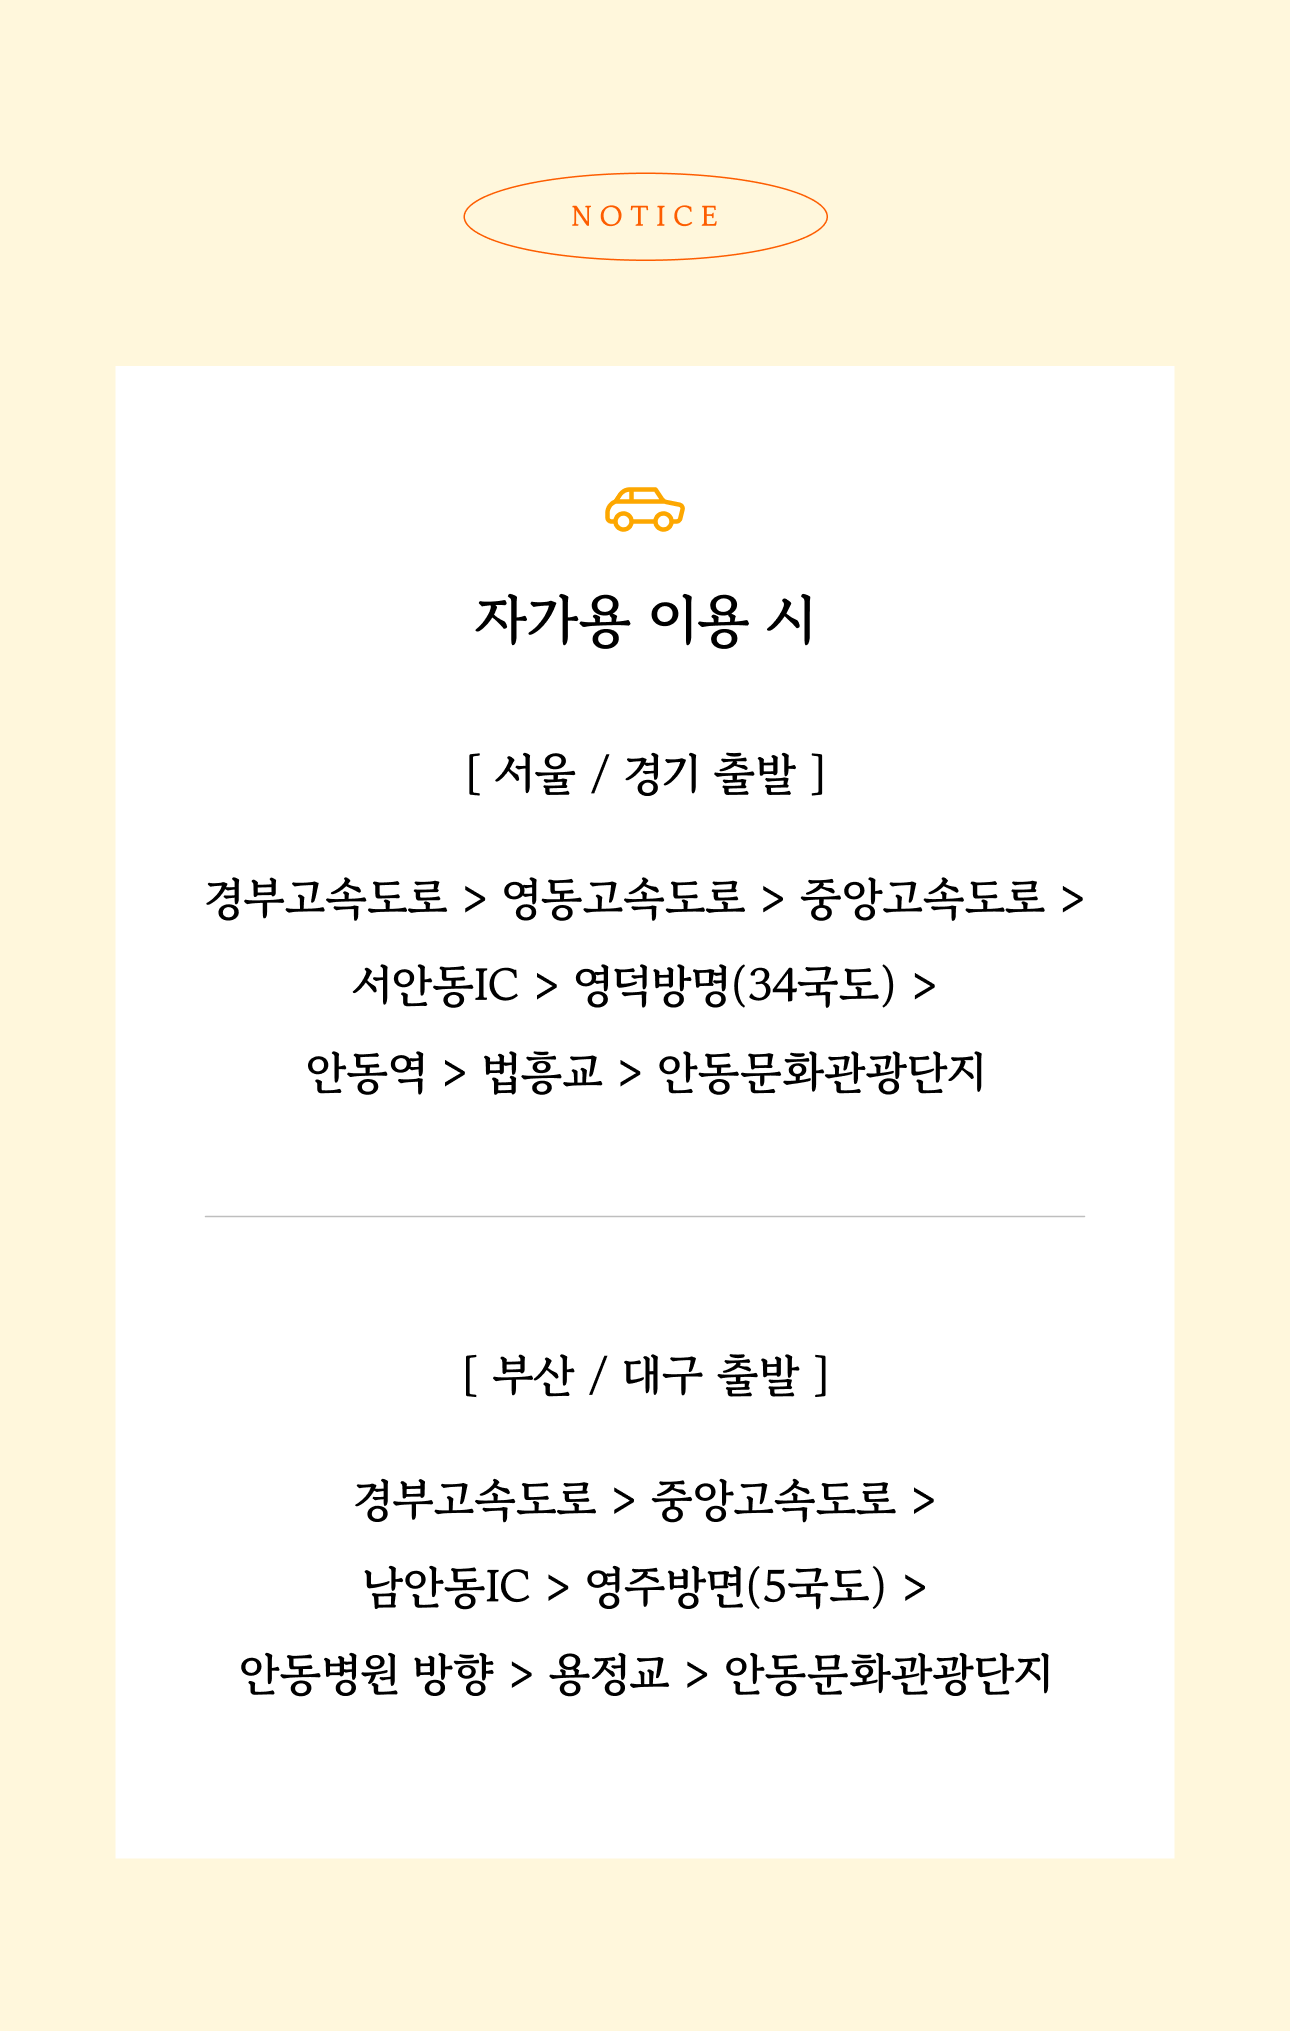 NOTICE
자가용 이용 시
[ 서울 / 경기 출발 ]
경부고속도로 > 영동고속도로 > 중앙고속도로 >
서안동IC > 영덕방명(34국도) >
안동역 > 법흥교 > 안동문화관광단지
[ 부산 / 대구 출발 ]
경부고속도로 > 중앙고속도로 >
남안동IC > 영주방면(5국도) >
안동병원 방향 > 용정교 > 안동문화관광단지